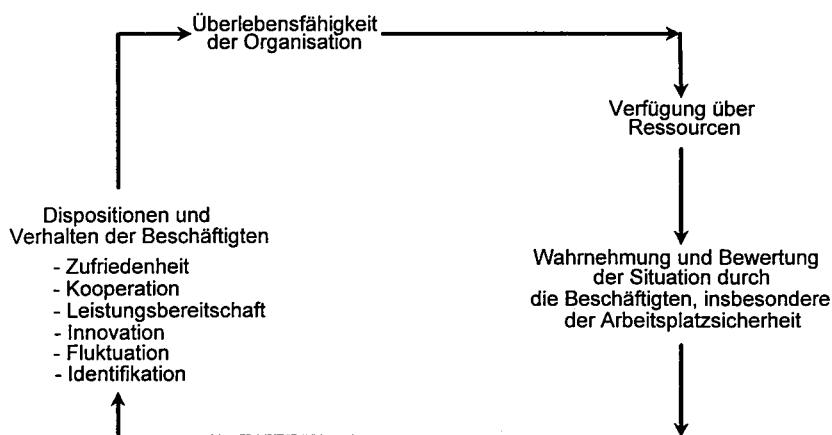 Überlebensfähigkeit
der Organisation
Verfügung über
Ressourcen
Wahrnehmung und Bewertung
der Situation durch
die Beschäftigten, insbesondere
der Arbeitsplatzsicherheit
Dispositionen und
Verhalten der Beschäftigten
- Zufriedenheit
- Kooperation
- Leistungsbereitschaft
- Innovation
- Fluktuation
- Identifikation